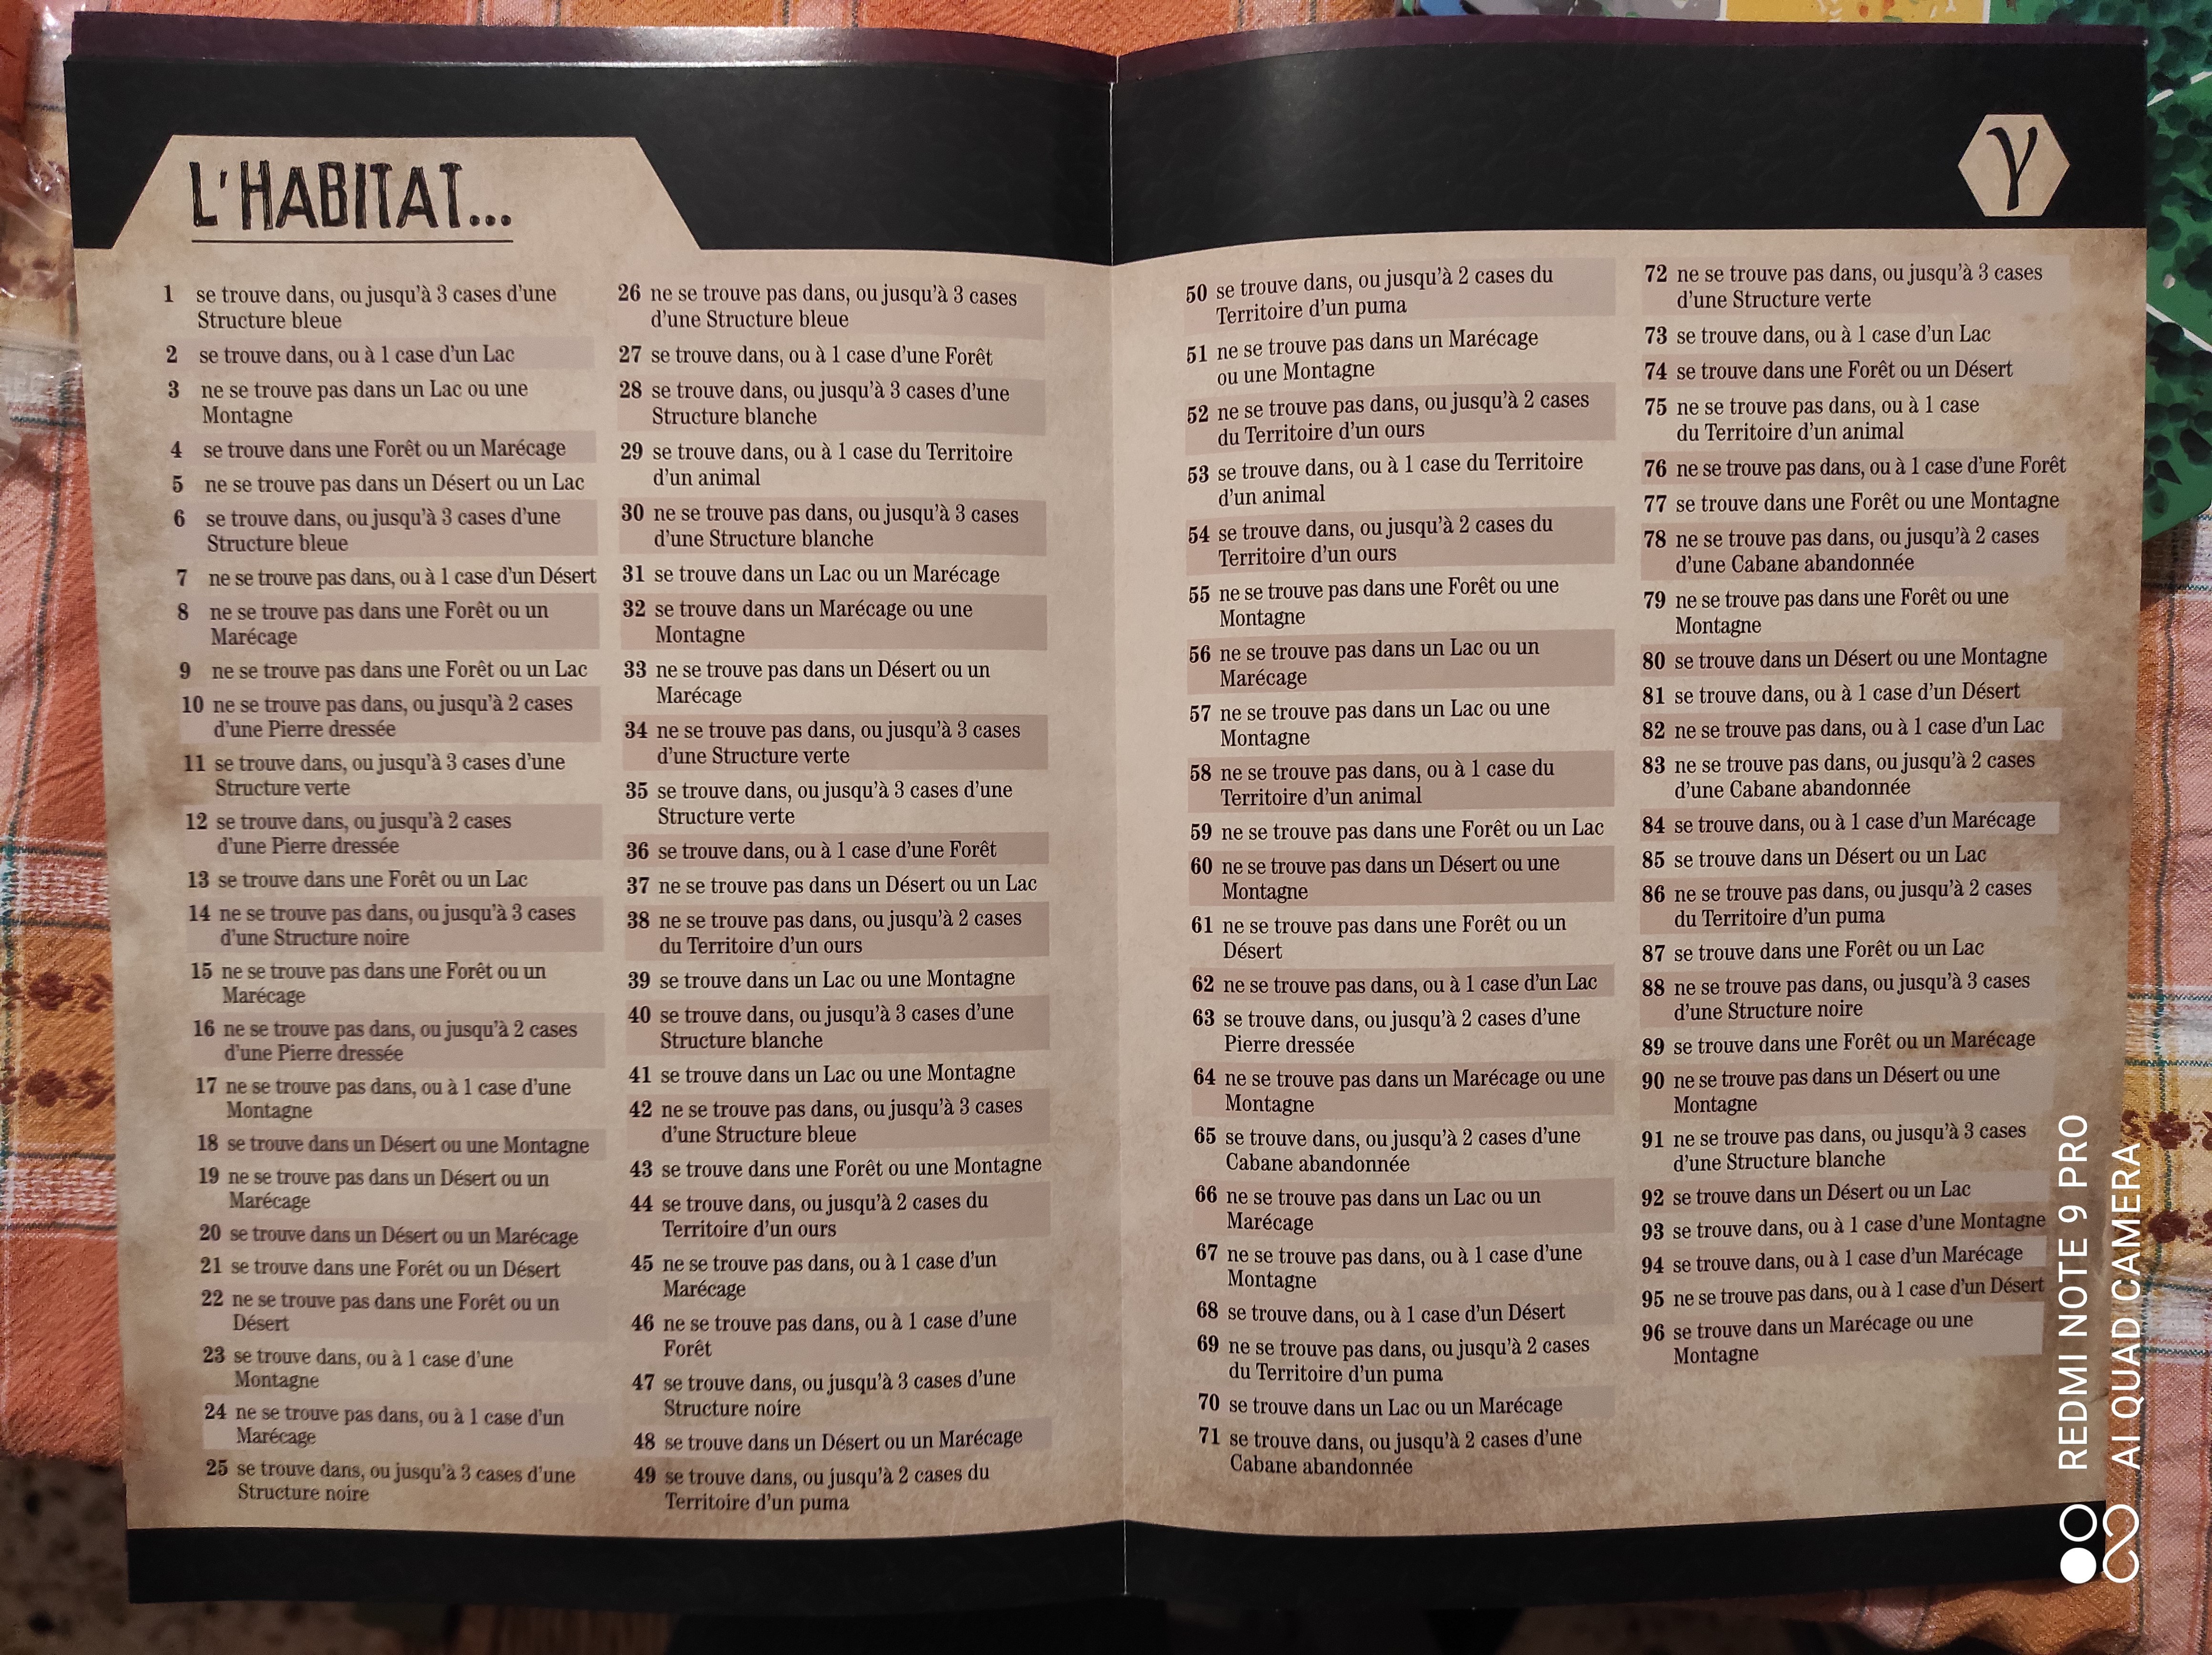 L'HABITAT...
γ
1 se trouve dans, ou jusqu'à 3 cases d'une
Structure bleue
2 se trouve dans, ou à 1 case d'un Lac
3 ne se trouve pas dans un Lac ou une
Montagne
4 se trouve dans une Forêt ou un Marécage
5 ne se trouve pas dans un Désert ou un Lac
6 se trouve dans, ou jusqu'à 3 cases d'une
Structure bleue
7 ne se trouve pas dans, ou à 1 case d'un Désert
8 ne se trouve pas dans une Forêt ou un
Marécage
9 ne se trouve pas dans une Forêt ou un Lac
10 ne se trouve pas dans, ou jusqu'à 2 cases
d'une Pierre dressée
11 se trouve dans, ou jusqu'à 3 cases d'une
Structure verte
12 se trouve dans, ou jusqu'à 2 cases
d'une Pierre dressée
13 se trouve dans une Forêt ou un Lac
14 ne se trouve pas dans, ou jusqu'à 3 cases
d'une Structure noire
15 ne se trouve pas dans une Forêt ou un
Marécage
16 ne se trouve pas dans, ou jusqu'à 2 cases
d'une Pierre dressée
17 ne se trouve pas dans, ou à 1 case d'une
Montagne
18 se trouve dans un Désert ou une Montagne
19 ne se trouve pas dans un Désert ou un
Marécage
20 se trouve dans un Désert ou un Marécage
21 se trouve dans une Forêt ou un Désert
22 ne se trouve pas dans une Forêt ou un
Désert
23 se trouve dans, ou à 1 case d'une
Montagne
24 ne se trouve pas dans, ou à 1 case d'un
Marécage
25 se trouve dans, ou jusqu'à 3 cases d'une
Structure noire
26 ne se trouve pas dans, ou jusqu'à 3 cases
d'une Structure bleue
27 se trouve dans, ou à 1 case d'une Forêt
28 se trouve dans, ou jusqu'à 3 cases d'une
Structure blanche
29 se trouve dans, ou à 1 case du Territoire
d'un animal
30 ne se trouve pas dans, ou jusqu'à 3 cases
d'une Structure blanche
31 se trouve dans un Lac ou un Marécage
32 se trouve dans un Marécage ou une
Montagne
33 ne se trouve pas dans un Désert ou un
Marécage
34 ne se trouve pas dans, ou jusqu'à 3 cases
d'une Structure verte
35 se trouve dans, ou jusqu'à 3 cases d'une
Structure verte
36 se trouve dans, ou à 1 case d'une Forêt
37 ne se trouve pas dans un Désert ou un Lac
38 ne se trouve pas dans, ou jusqu'à 2 cases
du Territoire d'un ours
39 se trouve dans un Lac ou une Montagne
40 se trouve dans, ou jusqu'à 3 cases d'une
Structure blanche
41 se trouve dans un Lac ou une Montagne
42 ne se trouve pas dans, ou jusqu'à 3 cases
d'une Structure bleue
43 se trouve dans une Forêt ou une Montagne
44 se trouve dans, ou jusqu'à 2 cases du
Territoire d'un ours
45 ne se trouve pas dans, ou à 1 case d'un
Marécage
46 ne se trouve pas dans, ou à 1 case d'une
Forêt
47 se trouve dans, ou jusqu'à 3 cases d'une
Structure noire
48 se trouve dans un Désert ou un Marécage
49 se trouve dans, ou jusqu'à 2 cases du
Territoire d'un puma
50 se trouve dans, ou jusqu'à 2 cases du
Territoire d'un puma
51 ne se trouve pas dans un Marécage
ou une Montagne
52 ne se trouve pas dans, ou jusqu'à 2 cases
du Territoire d'un ours
53 se trouve dans, ou à 1 case du Territoire
d'un animal
54 se trouve dans, ou jusqu'à 2 cases du
Territoire d'un ours
55 ne se trouve pas dans une Forêt ou une
Montagne
56 ne se trouve pas dans un Lac ou un
Marécage
57 ne se trouve pas dans un Lac ou une
Montagne
58 ne se trouve pas dans, ou à 1 case du
Territoire d'un animal
59 ne se trouve pas dans une Forêt ou un Lac
60 ne se trouve pas dans un Désert ou une
Montagne
61 ne se trouve pas dans une Forêt ou un
Désert
62 ne se trouve pas dans, ou à 1 case d'un Lac
63 se trouve dans, ou jusqu'à 2 cases d'une
Pierre dressée
64 ne se trouve pas dans un Marécage ou une
Montagne
65 se trouve dans, ou jusqu'à 2 cases d'une
Cabane abandonnée
66 ne se trouve pas dans un Lac ou un
Marécage
67 ne se trouve pas dans, ou à 1 case d'une
Montagne
68 se trouve dans, ou à 1 case d'un Désert
69 ne se trouve pas dans, ou jusqu'à 2 cases
du Territoire d'un puma
70 se trouve dans un Lac ou un Marécage
71 se trouve dans, ou jusqu'à 2 cases d'une
Cabane abandonnée
72 ne se trouve pas dans, ou jusqu'à 3 cases
d'une Structure verte
73 se trouve dans, ou à 1 case d'un Lac
74 se trouve dans une Forêt ou un Désert
75 ne se trouve pas dans, ou à 1 case
du Territoire d'un animal
76 ne se trouve pas dans, ou à 1 case d'une Forêt
77 se trouve dans une Forêt ou une Montagne
78 ne se trouve pas dans, ou jusqu'à 2 cases
d'une Cabane abandonnée
79 ne se trouve pas dans une Forêt ou une
Montagne
80 se trouve dans un Désert ou une Montagne
81 se trouve dans, ou à 1 case d'un Désert
82 ne se trouve pas dans, ou à 1 case d'un Lac
83 ne se trouve pas dans, ou jusqu'à 2 cases
d'une Cabane abandonnée
84 se trouve dans, ou à 1 case d'un Marécage
85 se trouve dans un Désert ou un Lac
86 ne se trouve pas dans, ou jusqu'à 2 cases
du Territoire d'un puma
87 se trouve dans une Forêt ou un Lac
88 ne se trouve pas dans, ou jusqu'à 3 cases
d'une Structure noire
89 se trouve dans une Forêt ou un Marécage
90 ne se trouve pas dans un Désert ou une
Montagne
91 ne se trouve pas dans, ou jusqu'à 3 cases
d'une Structure blanche
92 se trouve dans un Désert ou un Lac
93 se trouve dans, ou à 1 case d'une Montagne
94 se trouve dans, ou à 1 case d'un Marécage
95 ne se trouve pas dans, ou à 1 case d'un Désert
96 se trouve dans un Marécage ou une
Montagne
REDMI NOTE 9 PRO
AI QUAD CAMERA